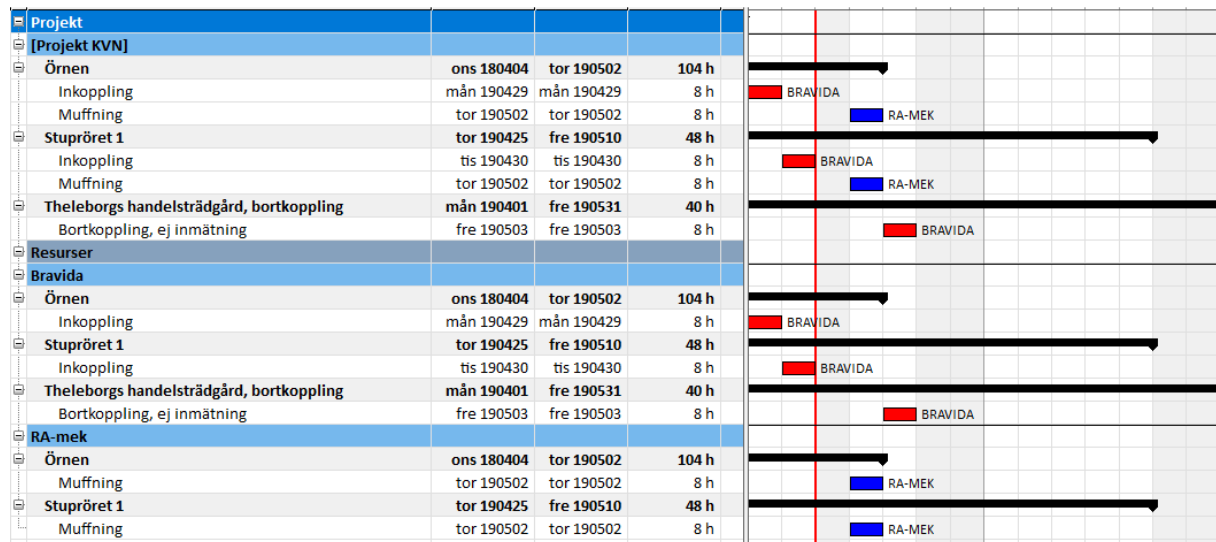 Projekt
[Projekt KVN]
Örnen ons 180404 tor 190502 104 h
Inkoppling mån 190429 mån 190429 8 h BRAVIDA
Muffning tor 190502 tor 190502 8 h RA-MEK
Stupröret 1 tor 190425 fre 190510 48 h
Inkoppling tis 190430 tis 190430 8 h BRAVIDA
Muffning tor 190502 tor 190502 8 h RA-MEK
Theleborgs handelsträdgård, bortkoppling mån 190401 fre 190531 40 h
Bortkoppling, ej inmätning fre 190503 fre 190503 8 h BRAVIDA
Resurser
Bravida
Örnen ons 180404 tor 190502 104 h
Inkoppling mån 190429 mån 190429 8 h BRAVIDA
Stupröret 1 tor 190425 fre 190510 48 h
Inkoppling tis 190430 tis 190430 8 h BRAVIDA
Theleborgs handelsträdgård, bortkoppling mån 190401 fre 190531 40 h
Bortkoppling, ej inmätning fre 190503 fre 190503 8 h BRAVIDA
RA-mek
Örnen ons 180404 tor 190502 104 h
Muffning tor 190502 tor 190502 8 h RA-MEK
Stupröret 1 tor 190425 fre 190510 48 h
Muffning tor 190502 tor 190502 8 h RA-MEK